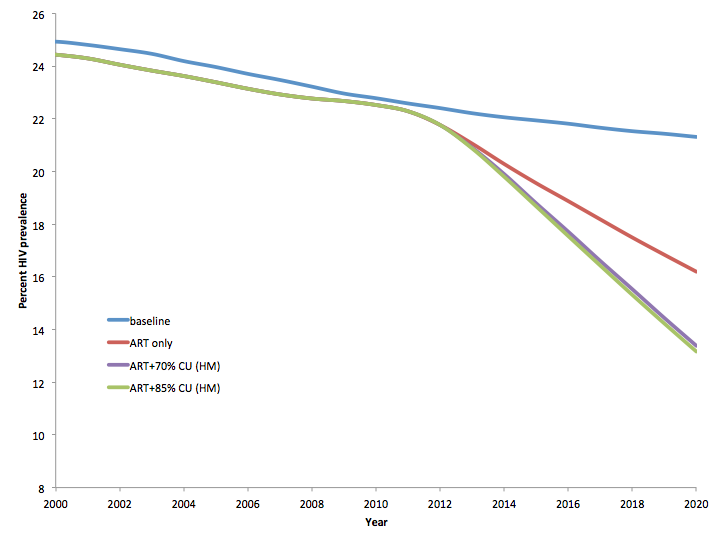 26
24
22
20
18
16
14
12
10
8
Percent HIV prevalence
baseline
ART only
ART+70% CU (HM)
ART+85% CU (HM)
2000 2002 2004 2006 2008 2010 2012 2014 2016 2018 2020
Year